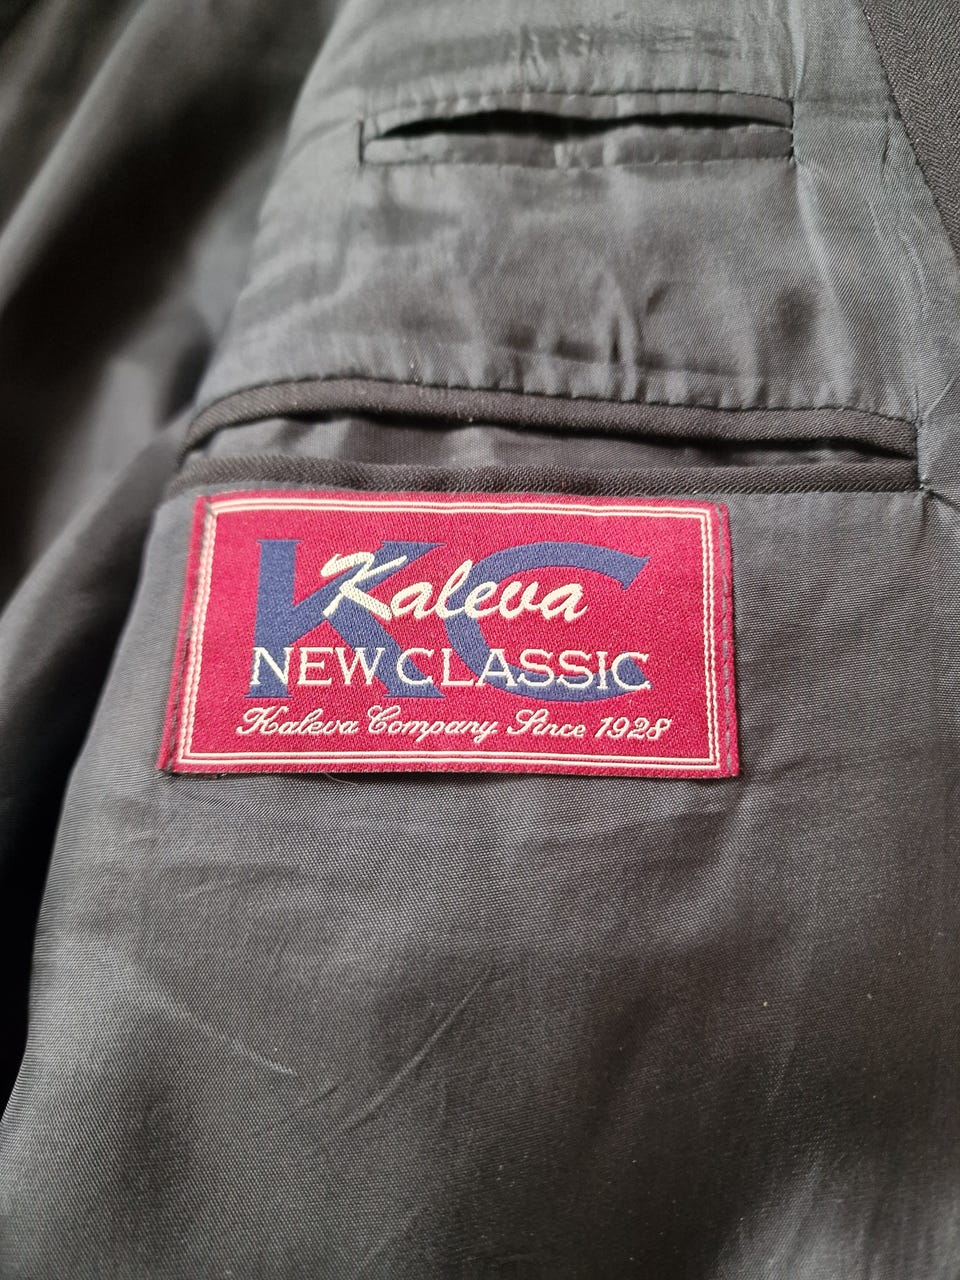 KC
Kaleva
NEW CLASSIC
Kaleva Company Since 1928